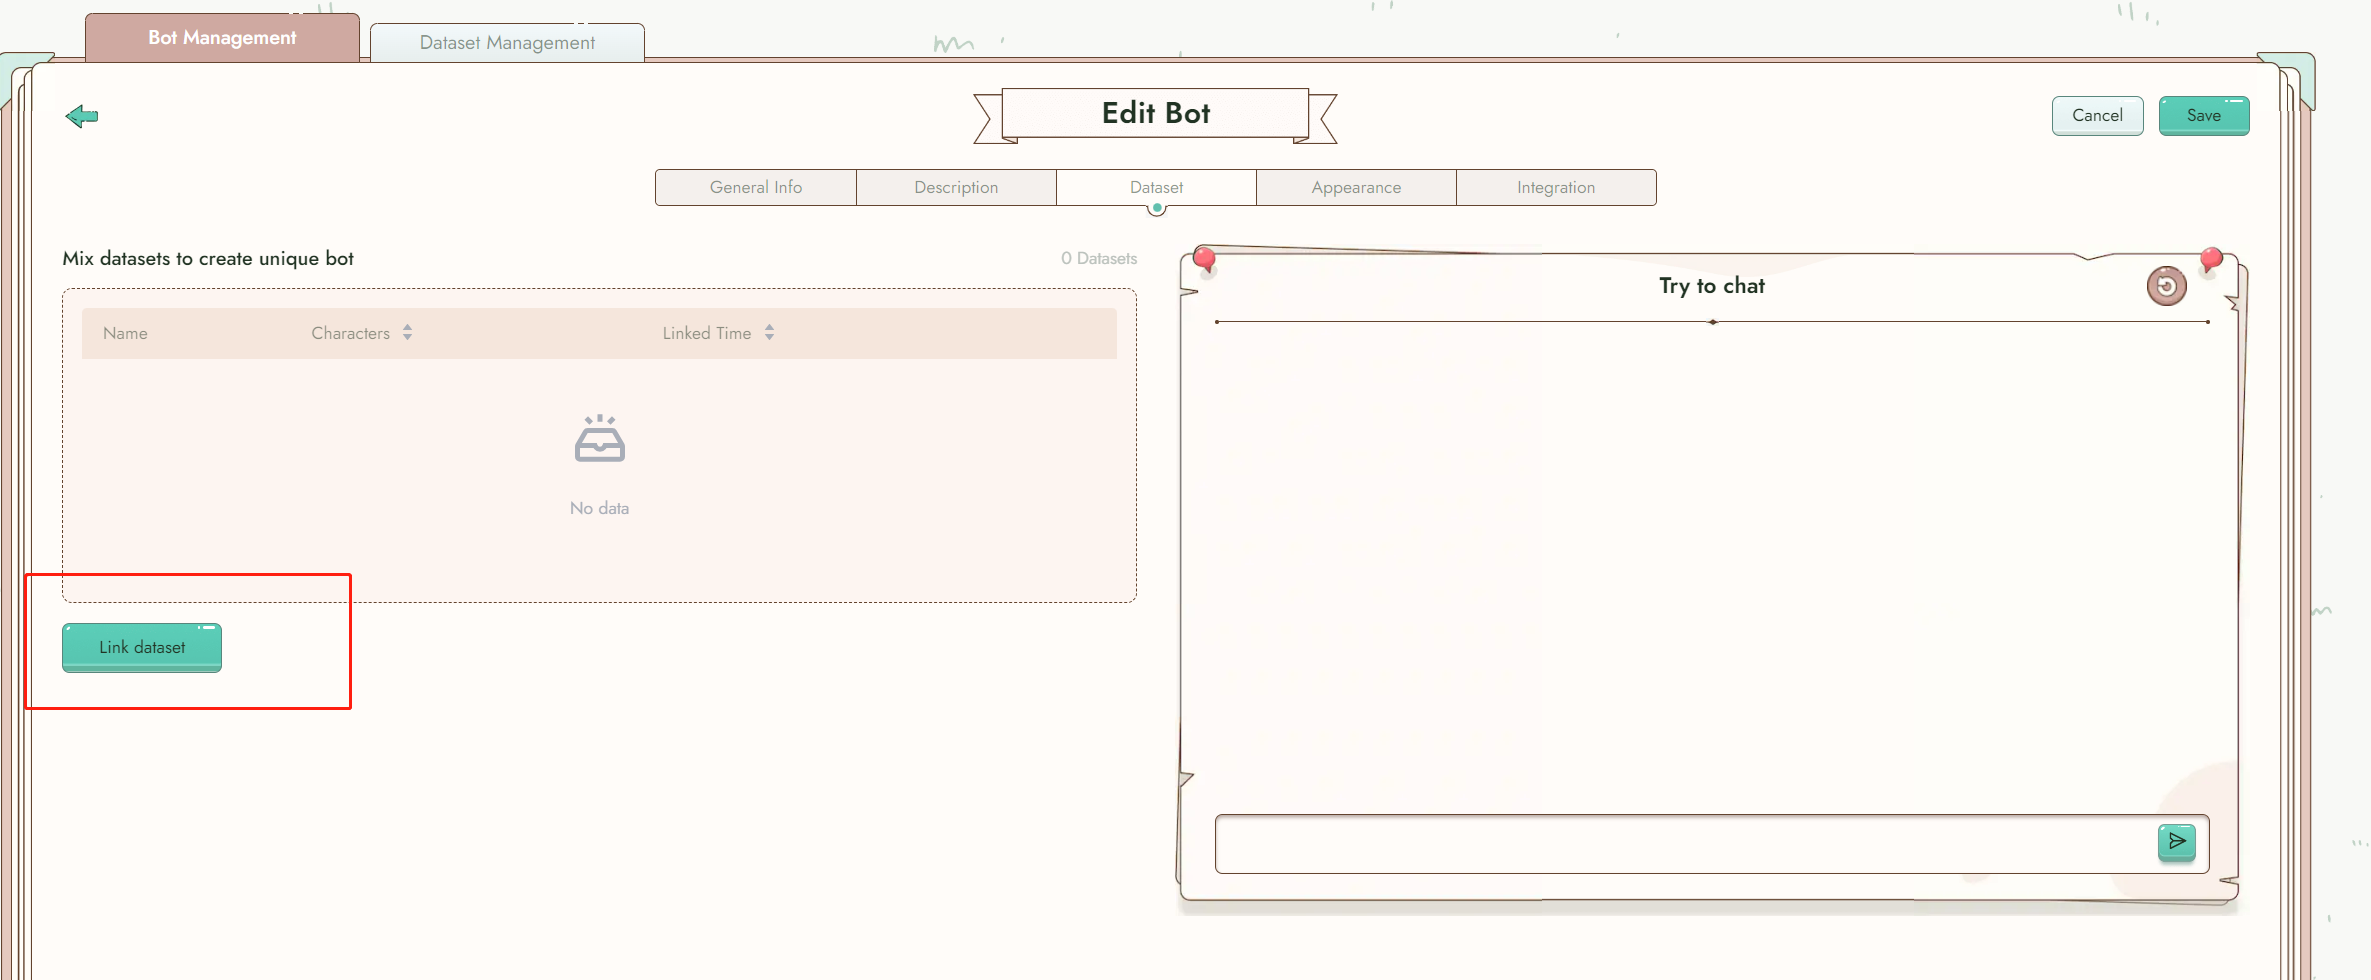 Bot Management
Dataset Management
Edit Bot
Cancel
Save
General Info
Description
Dataset
Appearance
Integration
Mix datasets to create unique bot
0 Datasets
Try to chat
Name
Characters
Linked Time
No data
Link dataset